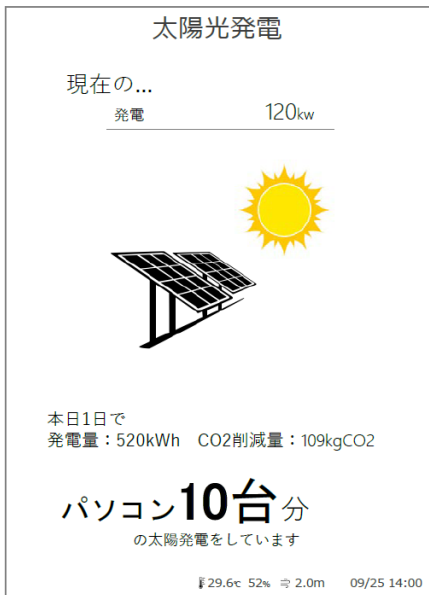 太陽光発電
現在の...
発電 120kw
本日1日で
発電量：520kWh CO2削減量：109kgCO2
パソコン10台分
の太陽発電をしています
29.6℃ 52% 2.0m 09/25 14:00